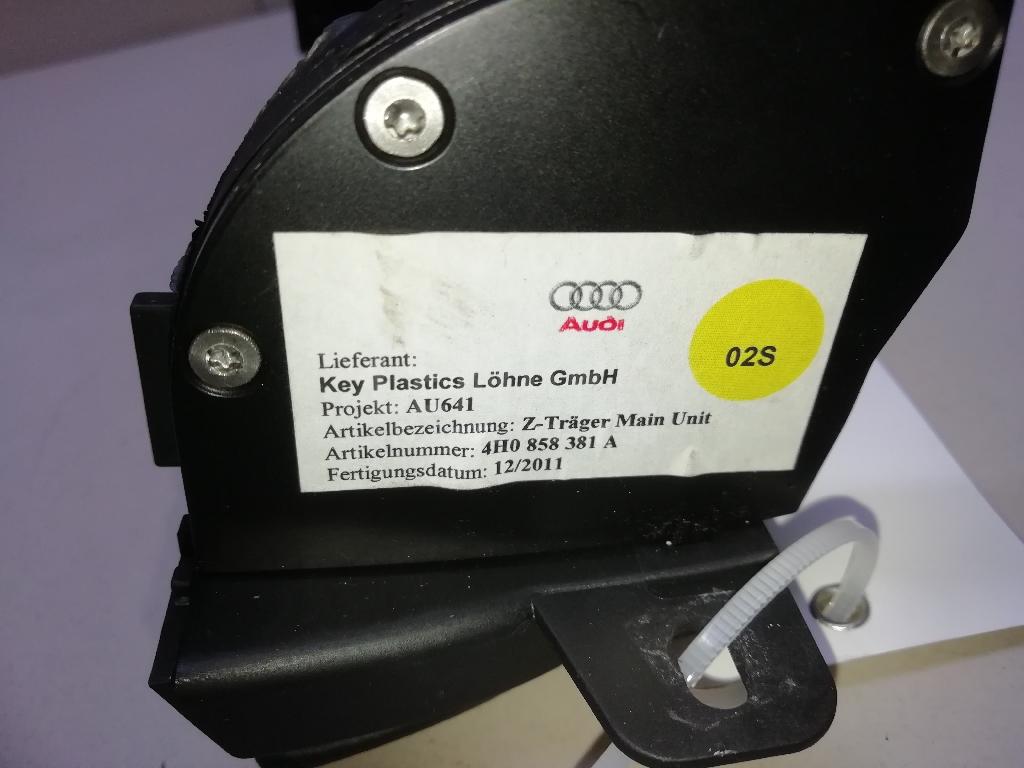 Audi
02S
Lieferant:
Key Plastics Löhne GmbH
Projekt: AU641
Artikelbezeichnung: Z-Träger Main Unit
Artikelnummer: 4H0 858 381 A
Fertigungsdatum: 12/2011